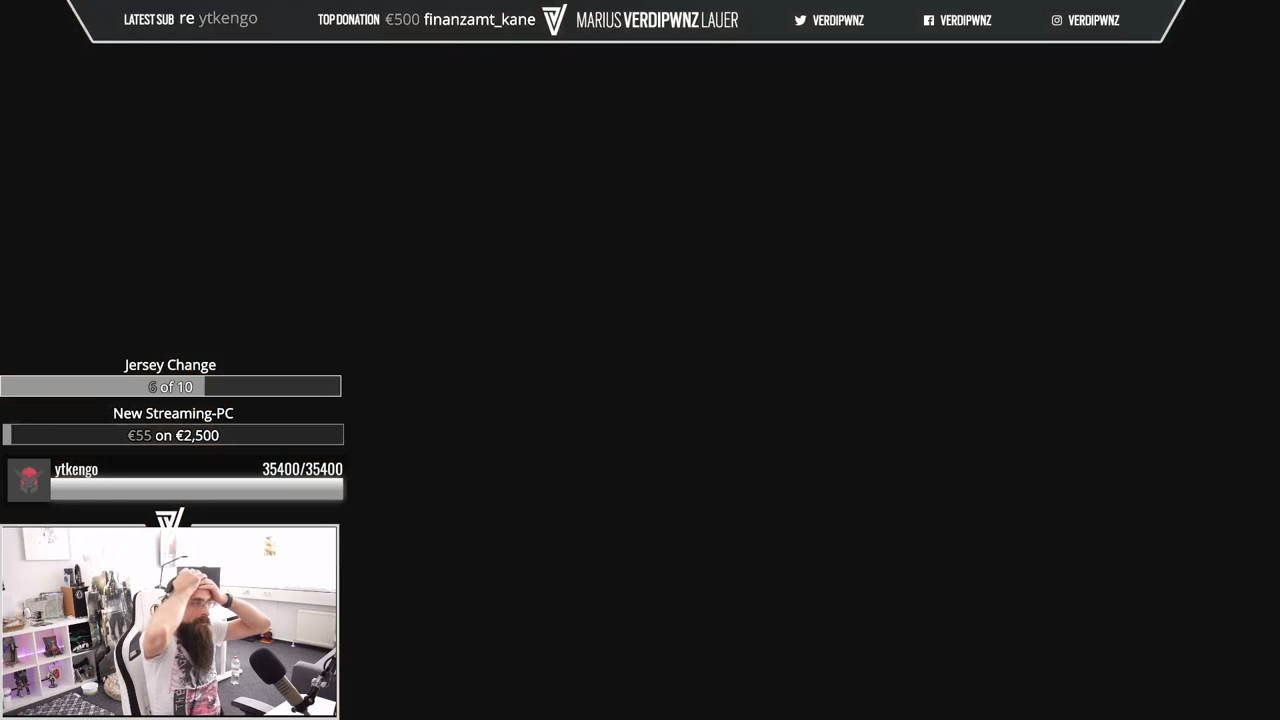 LATEST SUB re ytkengo TOP DONATION €500 finanzamt_kane MARIUS VERDIPWNZ LAUER VERDIPWNZ VERDIPWNZ VERDIPWNZ
Jersey Change
6 of 10
New Streaming-PC
€55 on €2,500
ytkengo 35400/35400